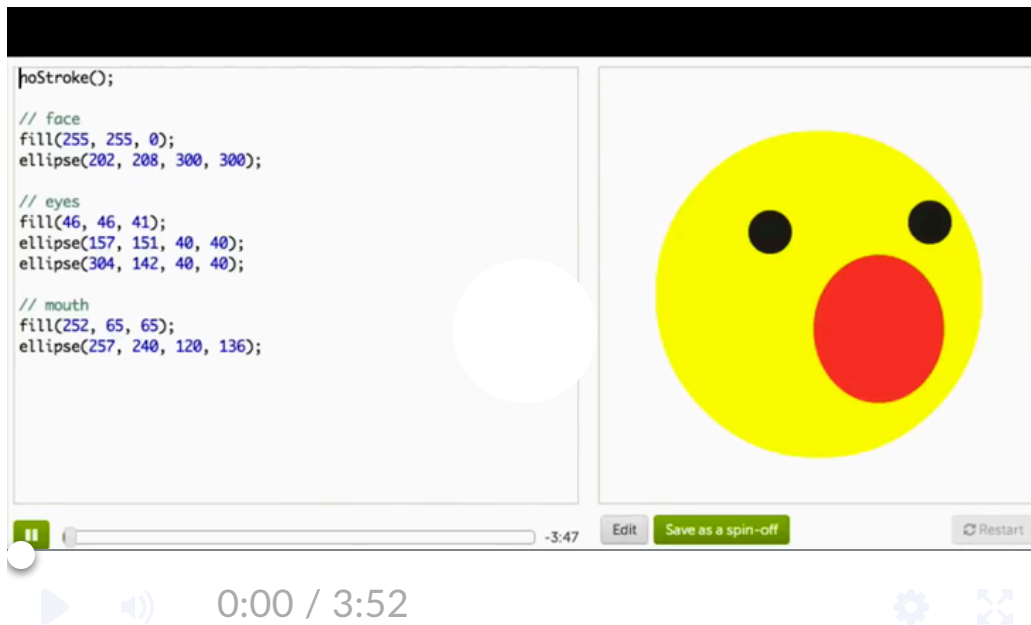 noStroke();
// face
fill(255, 255, 0);
ellipse(202, 208, 300, 300);
// eyes
fill(46, 46, 41);
ellipse(157, 151, 40, 40);
ellipse(304, 142, 40, 40);
// mouth
fill(252, 65, 65);
ellipse(257, 240, 120, 136);
-3:47
Edit
Save as a spin-off
Restart
0:00 / 3:52